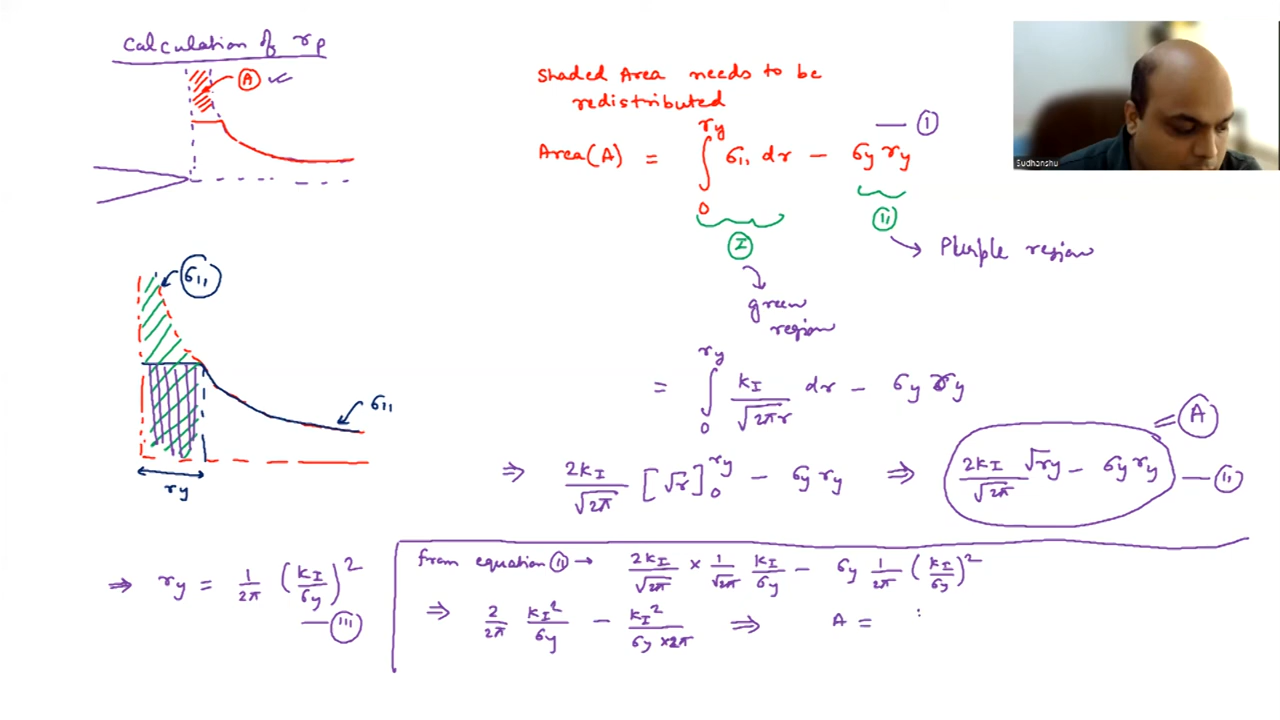 Calculation of rp
A
Shaded Area needs to be
redistributed
Area(A) = ∫₀^ry σ11 dr − σy ry — I
I
II
Plurple region
green
region
Sudhanshu
σ11
σ11
ry
= ∫₀^ry KI/√2πr dr − σy ry
⇒ 2KI/√2π [√r]₀^ry − σy ry ⇒ 2KI/√2π √ry − σy ry — II
= A
⇒ ry = 1/2π (KI/σy)² — III
from equation II → 2KI/√2π × 1/√2π KI/σy − σy 1/2π (KI/σy)²
⇒ 2/2π KI²/σy − KI²/σy×2π ⇒ A =